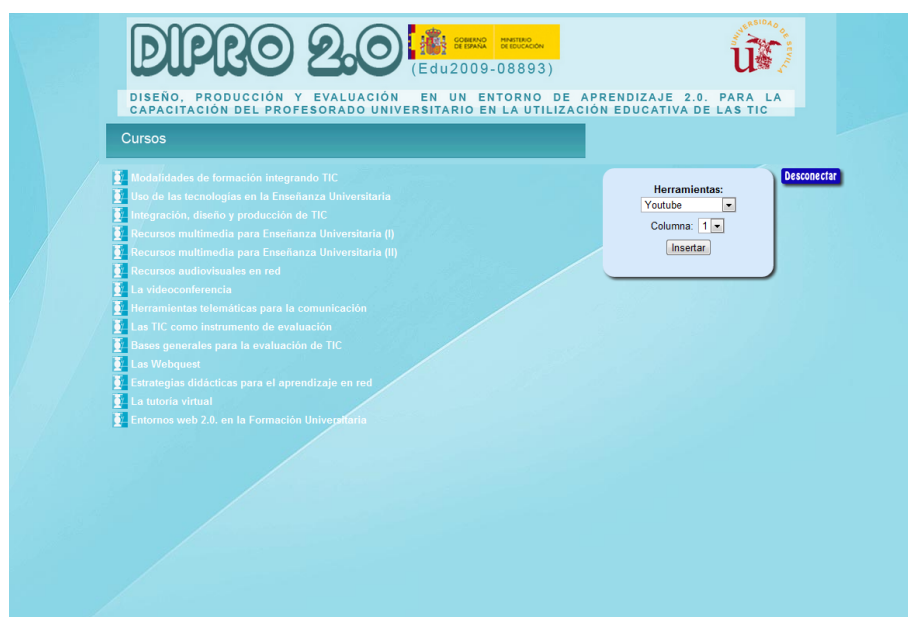 DIPRO 2.0
GOBIERNO DE ESPAÑA
MINISTERIO DE EDUCACIÓN
(Edu2009-08893)
UNIVERSIDAD DE SEVILLA
DISEÑO, PRODUCCIÓN Y EVALUACIÓN EN UN ENTORNO DE APRENDIZAJE 2.0. PARA LA
CAPACITACIÓN DEL PROFESORADO UNIVERSITARIO EN LA UTILIZACIÓN EDUCATIVA DE LAS TIC
Cursos
Modalidades de formación integrando TIC
Uso de las tecnologías en la Enseñanza Universitaria
Integración, diseño y producción de TIC
Recursos multimedia para Enseñanza Universitaria (I)
Recursos multimedia para Enseñanza Universitaria (II)
Recursos audiovisuales en red
La videoconferencia
Herramientas telemáticas para la comunicación
Las TIC como instrumento de evaluación
Bases generales para la evaluación de TIC
Las Webquest
Estrategias didácticas para el aprendizaje en red
La tutoría virtual
Entornos web 2.0. en la Formación Universitaria
Herramientas:
Youtube
Columna: 1
Insertar
Desconectar